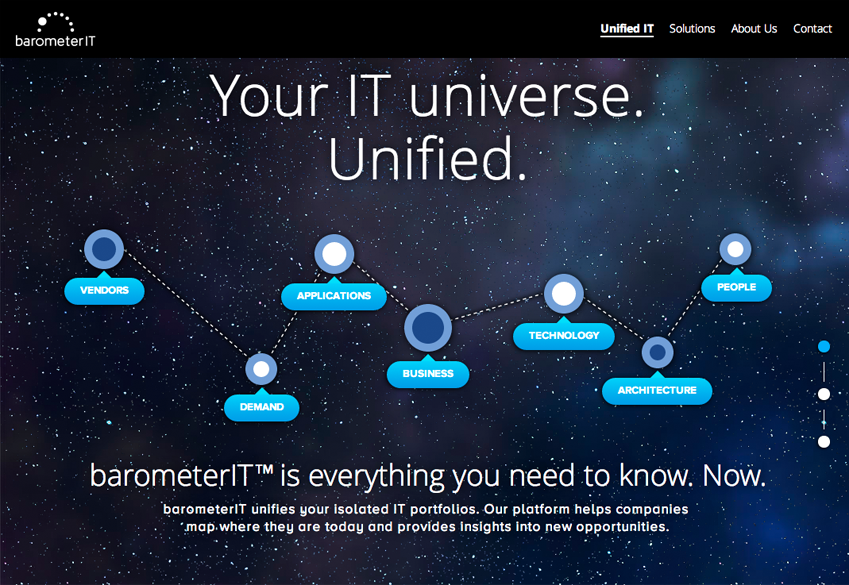 barometerIT
Unified IT
Solutions
About Us
Contact
Your IT universe.
Unified.
VENDORS
APPLICATIONS
PEOPLE
TECHNOLOGY
BUSINESS
ARCHITECTURE
DEMAND
barometerIT™ is everything you need to know. Now.
barometerIT unifies your isolated IT portfolios. Our platform helps companies
map where they are today and provides insights into new opportunities.